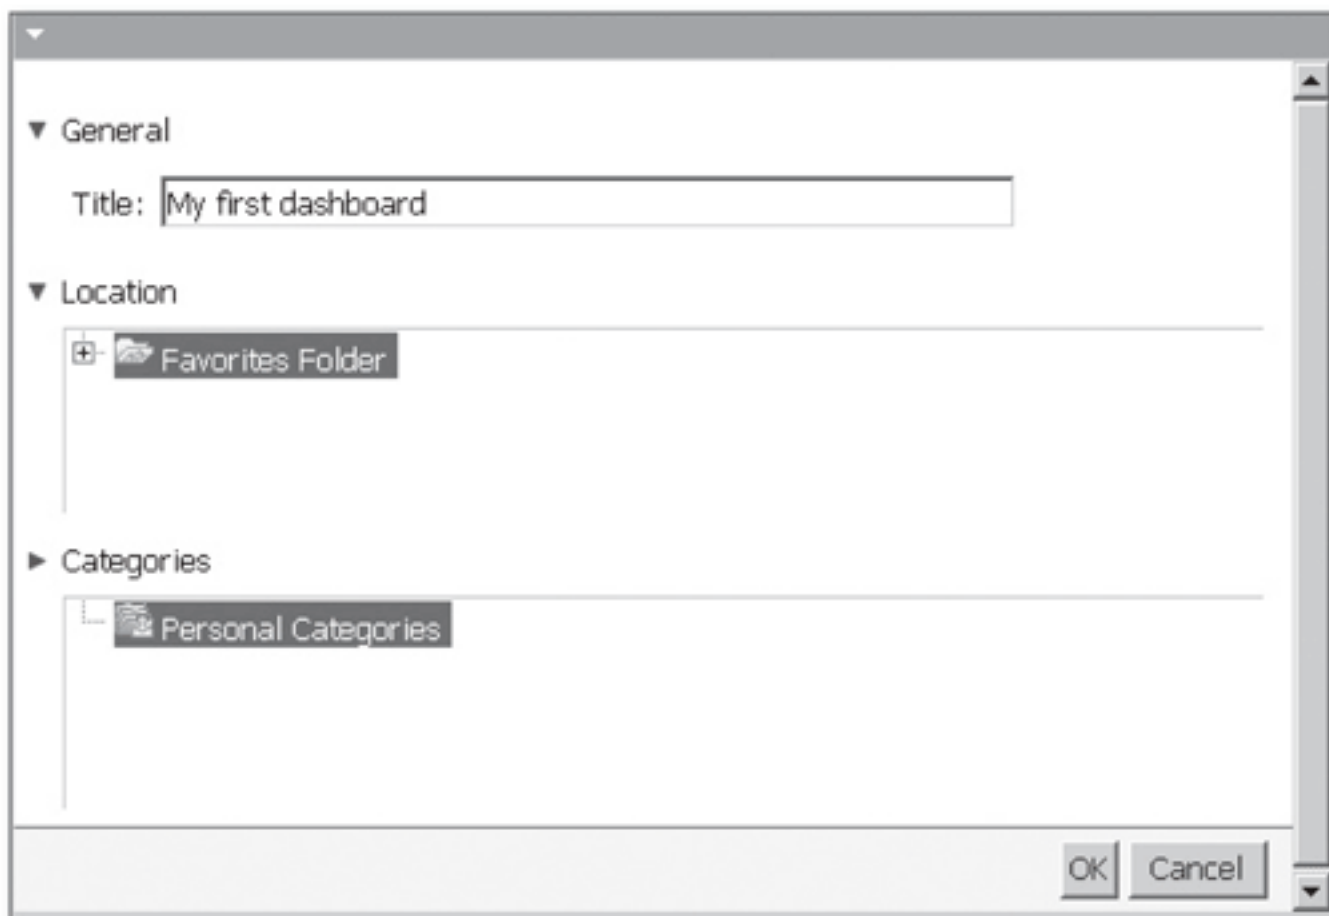 General
Title: My first dashboard
Location
Favorites Folder
Categories
Personal Categories
OK Cancel